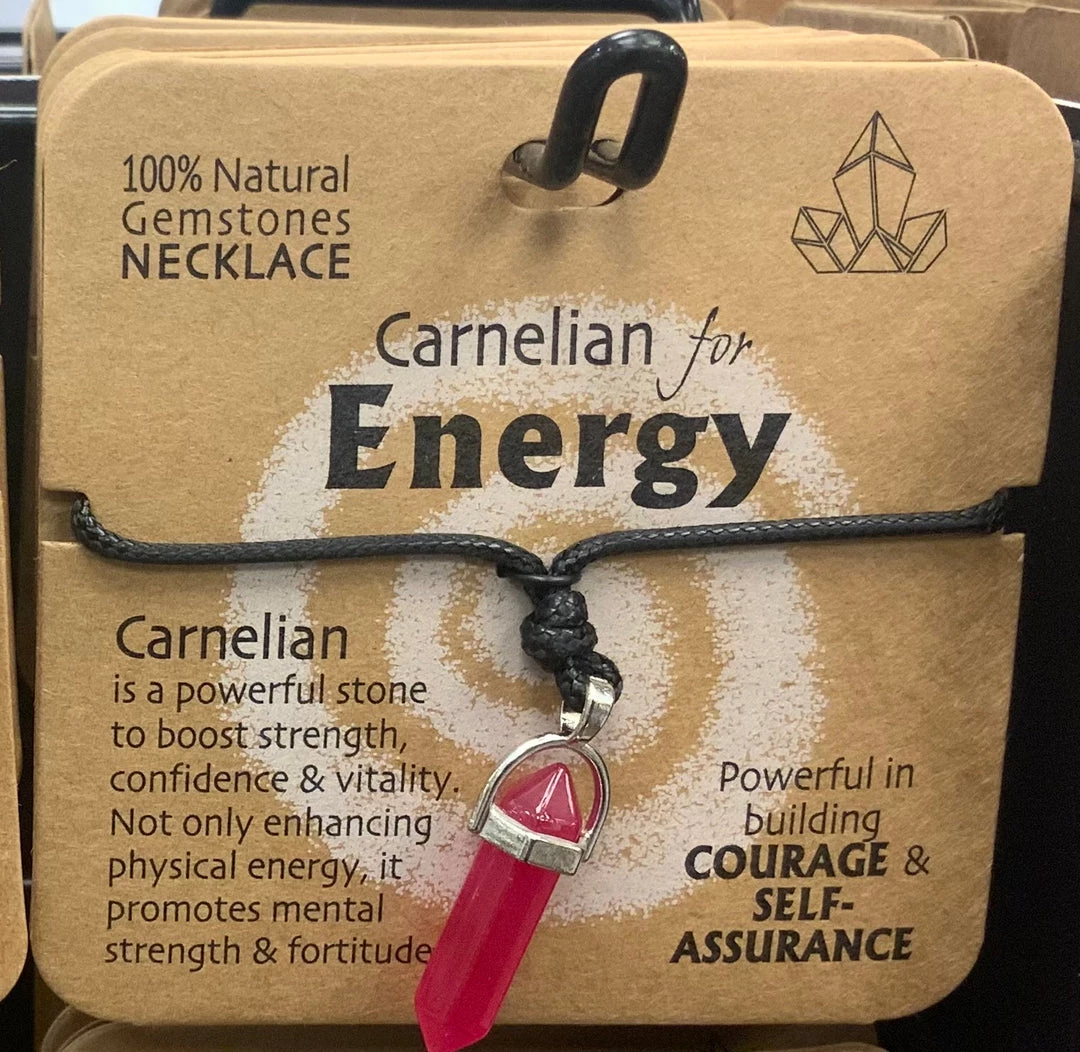 100% Natural
Gemstones
NECKLACE
Carnelian for
Energy
Carnelian
is a powerful stone
to boost strength,
confidence & vitality.
Not only enhancing
physical energy, it
promotes mental
strength & fortitude
Powerful in
building
COURAGE &
SELF-
ASSURANCE